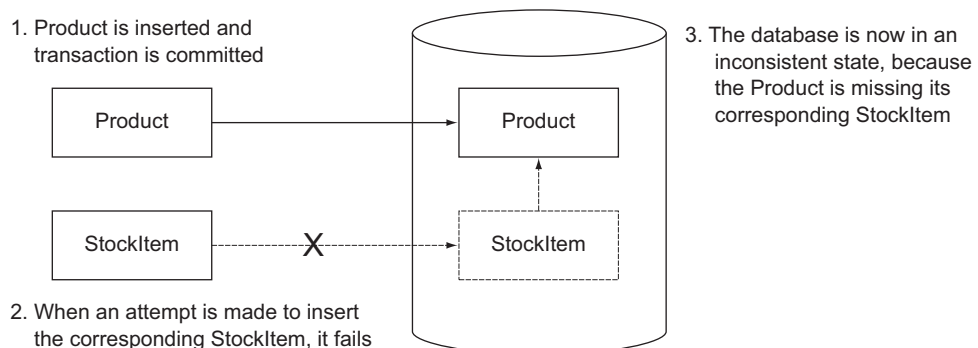 1. Product is inserted and
transaction is committed
Product
Product
3. The database is now in an
inconsistent state, because
the Product is missing its
corresponding StockItem
StockItem
X
StockItem
2. When an attempt is made to insert
the corresponding StockItem, it fails